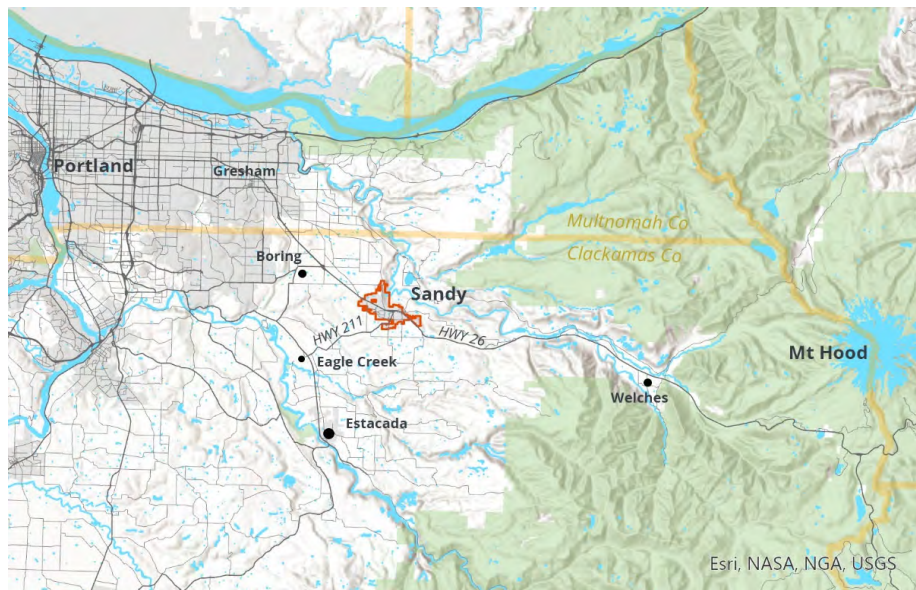 Portland
Gresham
Multnomah Co
Clackamas Co
Boring
Sandy
HWY 211
HWY 26
Mt Hood
Eagle Creek
Welches
Estacada
Esri, NASA, NGA, USGS